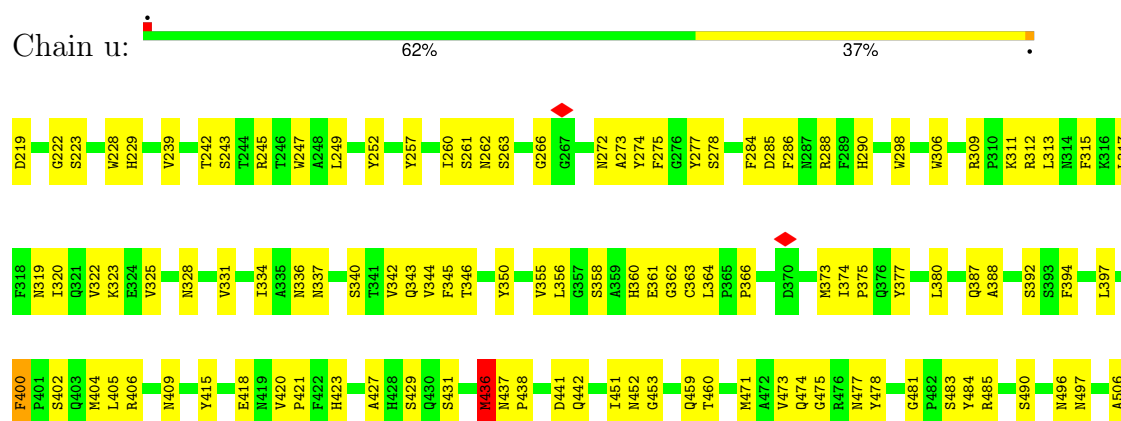 Chain u:
62%
37%
D219 G222 S223 W228 H229 V239 T242 S243 T244 R245 T246 W247 A248 L249 Y252 Y257 I260 S261 N262 S263 G266 G267 N272 A273 Y274 F275 G276 Y277 S278 F284 D285 F286 N287 R288 F289 H290 W298 W306 R309 P310 K311 R312 L313 N314 F315 K316
F318 N319 I320 Q321 V322 K323 E324 V325 N328 V331 I334 A335 N336 N337 S340 T341 V342 Q343 V344 F345 T346 Y350 V355 L356 G357 S358 A359 H360 E361 G362 C363 L364 P365 P366 D370 M373 I374 P375 Q376 Y377 L380 Q387 A388 S392 S393 F394 L397
F400 P401 S402 Q403 M404 L405 R406 N409 Y415 E418 N419 V420 P421 F422 H423 A427 H428 S429 Q430 S431 M436 N437 P438 D441 Q442 I451 N452 G453 Q459 T460 M471 A472 V473 Q474 G475 R476 N477 Y478 G481 P482 S483 Y484 R485 S490 N496 N497 A506